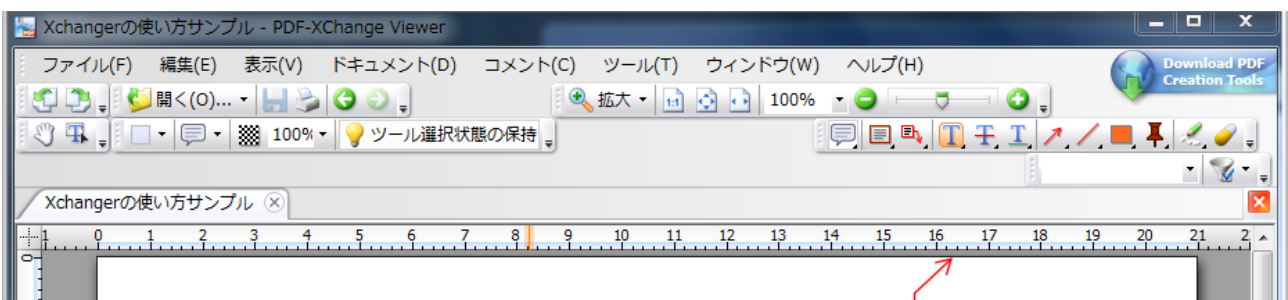 Xchangerの使い方サンプル - PDF-XChange Viewer
ファイル(F) 編集(E) 表示(V) ドキュメント(D) コメント(C) ツール(T) ウィンドウ(W) ヘルプ(H)
Download PDF
Creation Tools
開く(O)... 拡大 1:1 100%
100% ツール選択状態の保持 T T T
Xchangerの使い方サンプル
1 0 1 2 3 4 5 6 7 8 9 10 11 12 13 14 15 16 17 18 19 20 21 2
0